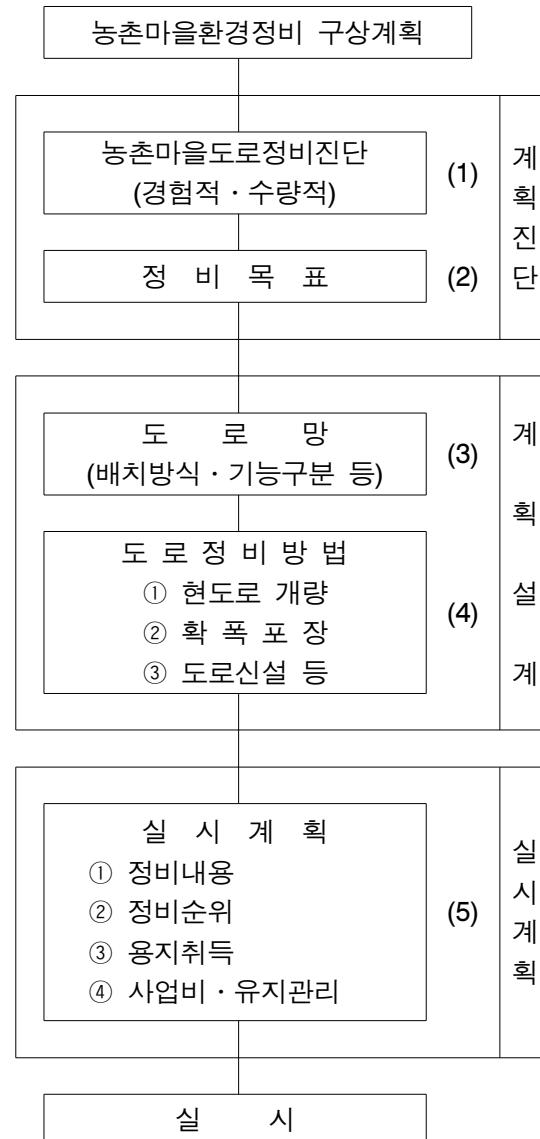 농촌마을환경정비 구상계획
농촌마을도로정비진단
(경험적・수량적)
(1)
정 비 목 표
(2)
계
획
진
단
도 로 망
(배치방식・기능구분 등)
(3)
도 로 정 비 방 법
① 현도로 개량
② 확 폭 포 장
③ 도로신설 등
(4)
계
획
설
계
실 시 계 획
① 정비내용
② 정비순위
③ 용지취득
④ 사업비・유지관리
(5)
실
시
계
획
실 시